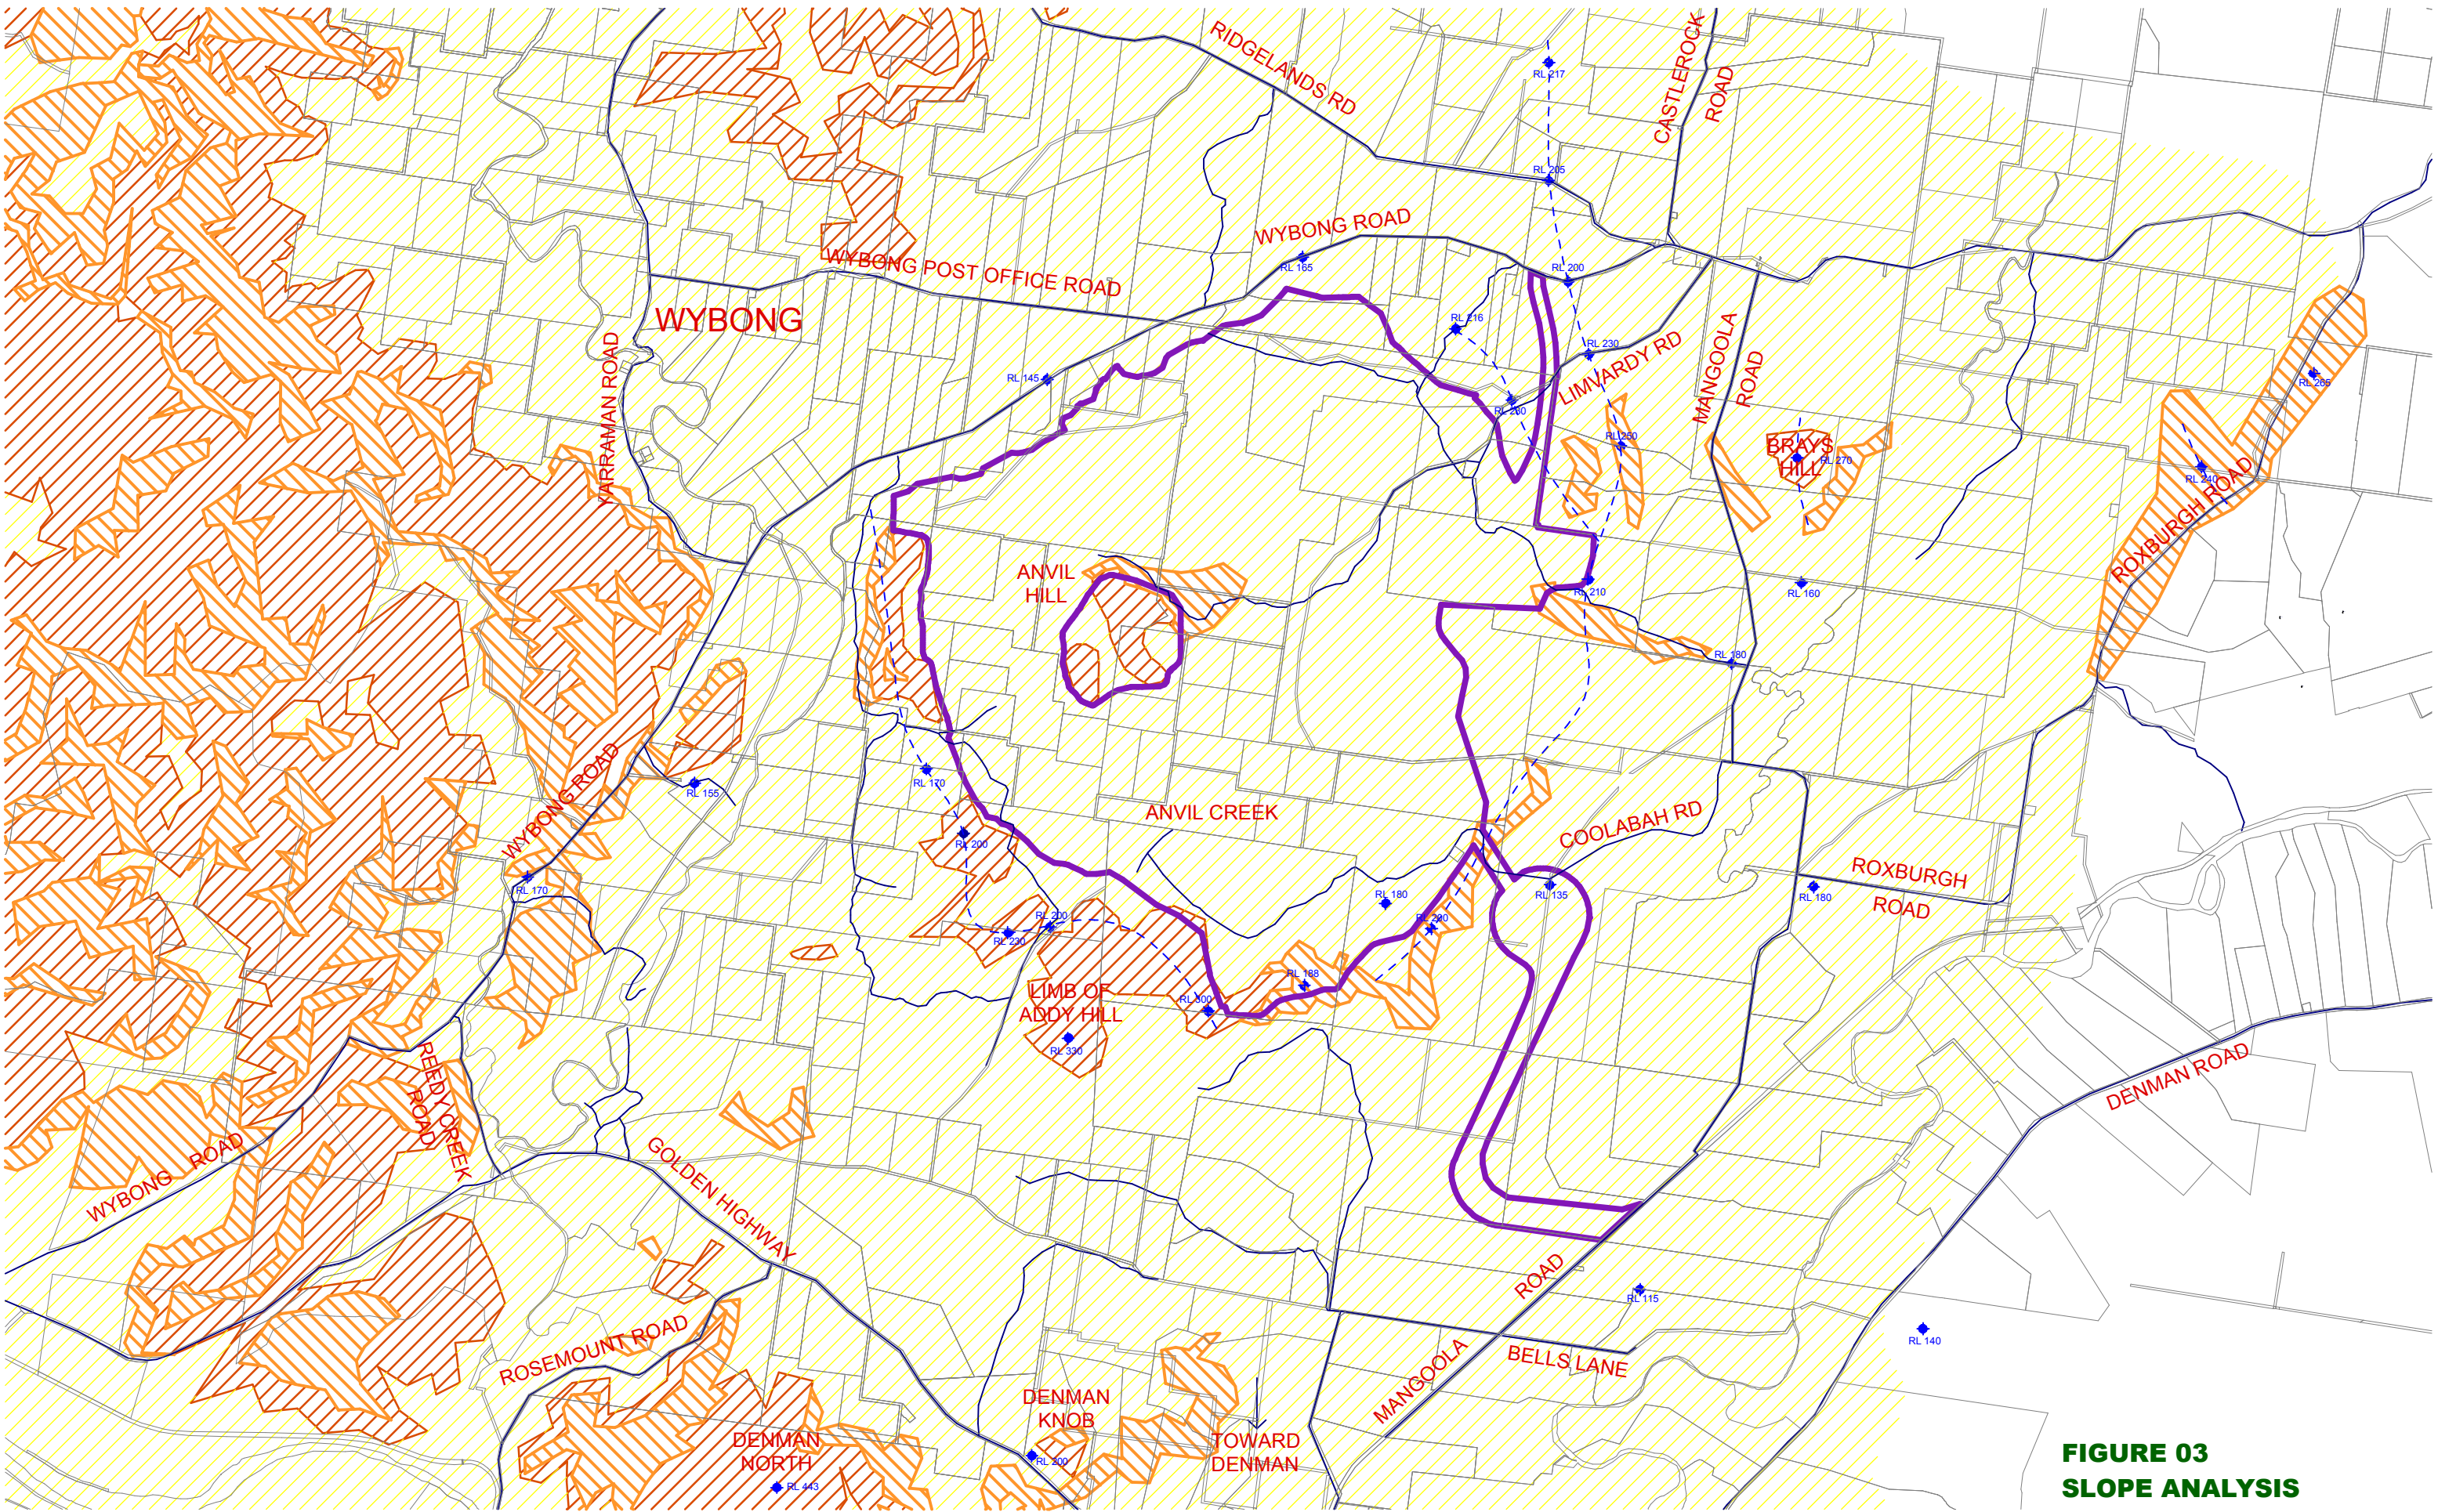 RIDGELANDS RD
CASTLEROCK
ROAD
RL 217
RL 205
WYBONG ROAD
RL 165
RL 200
WYBONG POST OFFICE ROAD
WYBONG
RL 216
RL 230
LIMVARDY RD
MANGOOLA
ROAD
YARRAMAN ROAD
RL 145
RL 265
RL 250
BRAYS
HILL
RL 270
RL 240
ROXBURGH ROAD
ANVIL
HILL
RL 210
RL 160
RL 180
WYBONG ROAD
RL 155
RL 170
RL 200
ANVIL CREEK
COOLABAH RD
RL 170
RL 180
RL 135
ROXBURGH
ROAD
RL 180
RL 200
RL 230
RL 188
RL 300
LIMB OF
ADDY HILL
RL 330
REEDY CREEK
ROAD
WYBONG ROAD
GOLDEN HIGHWAY
DENMAN ROAD
ROSEMOUNT ROAD
ROAD
MANGOOLA
RL 115
BELLS LANE
RL 140
DENMAN
KNOB
RL 200
DENMAN
NORTH
RL 443
TOWARD
DENMAN
FIGURE 03
SLOPE ANALYSIS